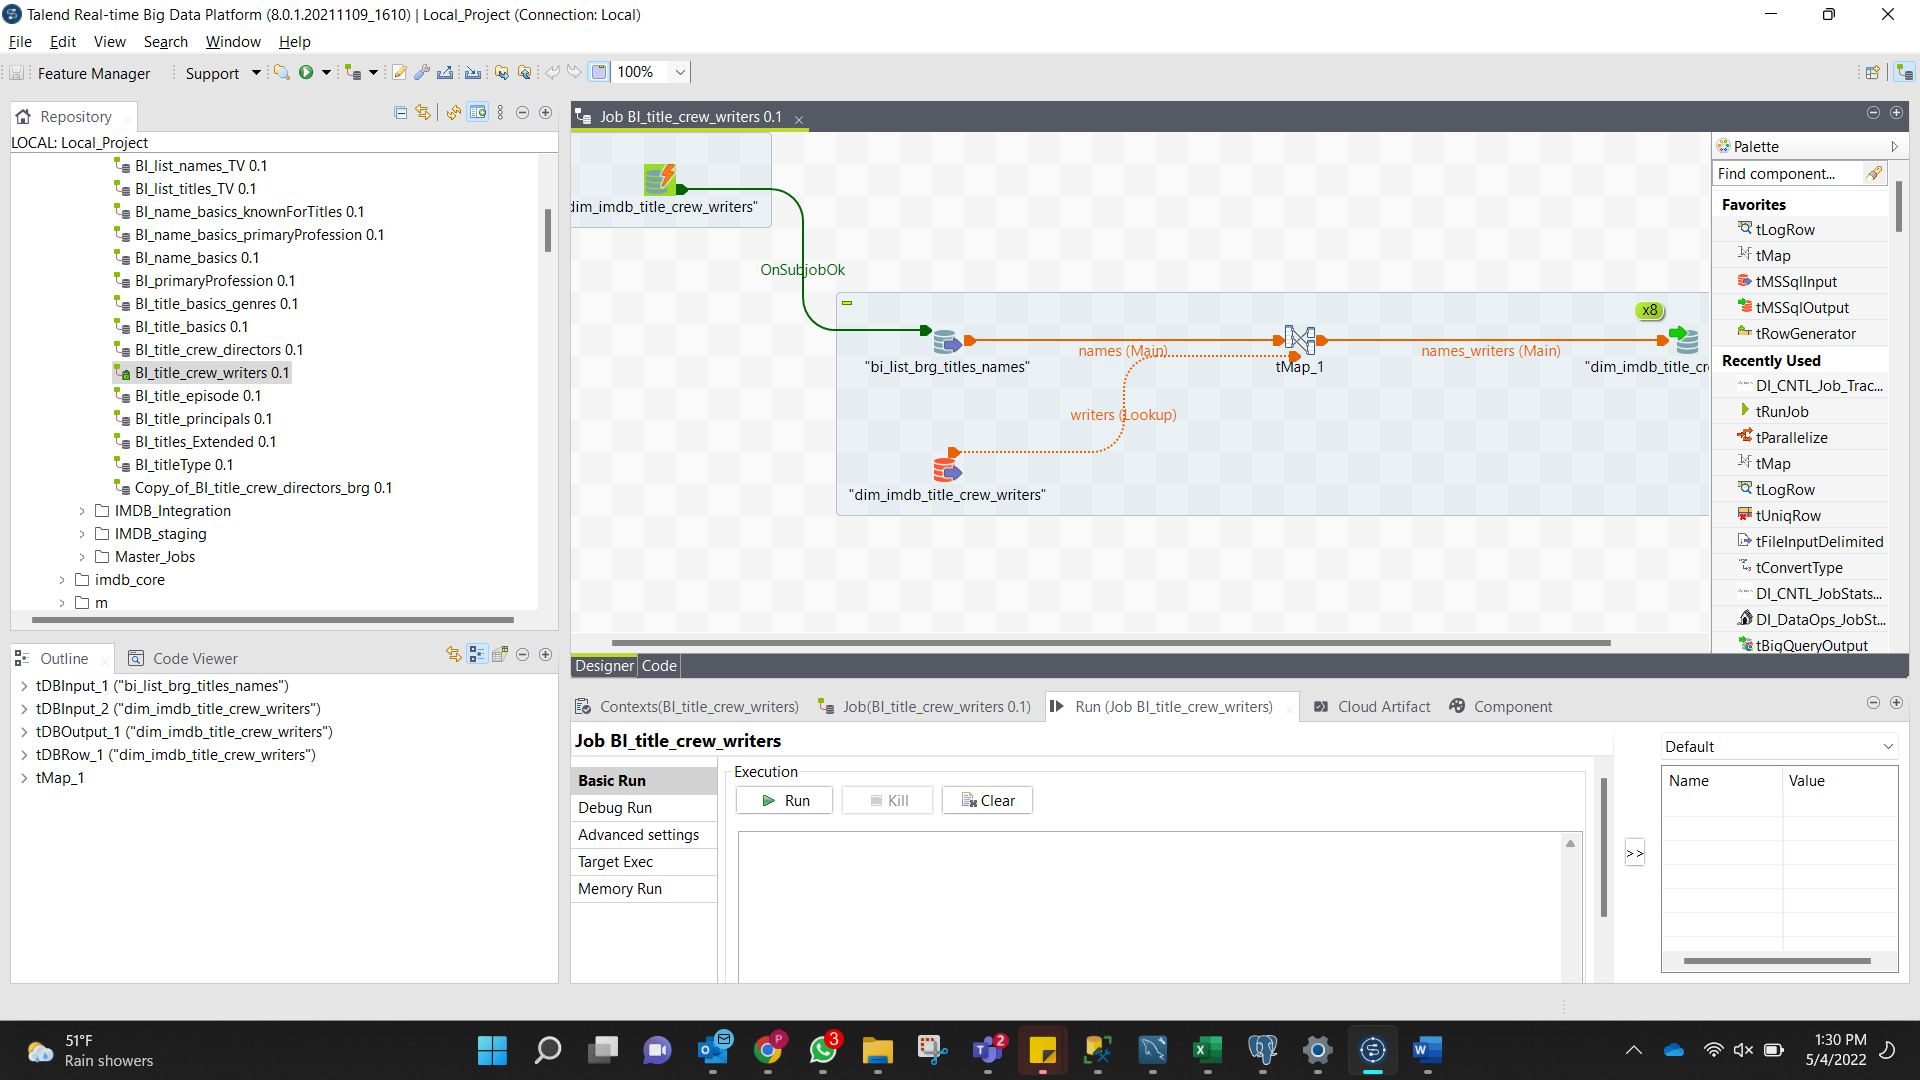 Talend Real-time Big Data Platform (8.0.1.20211109_1610) | Local_Project (Connection: Local)
File Edit View Search Window Help
Feature Manager Support 100%
Repository
LOCAL: Local_Project
BI_list_names_TV 0.1
BI_list_titles_TV 0.1
BI_name_basics_knownForTitles 0.1
BI_name_basics_primaryProfession 0.1
BI_name_basics 0.1
BI_primaryProfession 0.1
BI_title_basics_genres 0.1
BI_title_basics 0.1
BI_title_crew_directors 0.1
BI_title_crew_writers 0.1
BI_title_episode 0.1
BI_title_principals 0.1
BI_titles_Extended 0.1
BI_titleType 0.1
Copy_of_BI_title_crew_directors_brg 0.1
IMDB_Integration
IMDB_staging
Master_Jobs
imdb_core
m
Outline Code Viewer
tDBInput_1 ("bi_list_brg_titles_names")
tDBInput_2 ("dim_imdb_title_crew_writers")
tDBOutput_1 ("dim_imdb_title_crew_writers")
tDBRow_1 ("dim_imdb_title_crew_writers")
tMap_1
Job BI_title_crew_writers 0.1
dim_imdb_title_crew_writers"
OnSubjobOk
x8
names (Main)
names_writers (Main)
"bi_list_brg_titles_names"
tMap_1
"dim_imdb_title_cr
writers (Lookup)
"dim_imdb_title_crew_writers"
Designer Code
Palette
Find component...
Favorites
tLogRow
tMap
tMSSqlInput
tMSSqlOutput
tRowGenerator
Recently Used
DI_CNTL_Job_Trac...
tRunJob
tParallelize
tMap
tLogRow
tUniqRow
tFileInputDelimited
tConvertType
DI_CNTL_JobStats...
DI_DataOps_JobSt...
tBigQueryOutput
Contexts(BI_title_crew_writers) Job(BI_title_crew_writers 0.1) Run (Job BI_title_crew_writers) Cloud Artifact Component
Job BI_title_crew_writers
Basic Run
Debug Run
Advanced settings
Target Exec
Memory Run
Execution
Run Kill Clear
>>
Default
Name Value
51°F
Rain showers
P
3
2
1:30 PM
5/4/2022